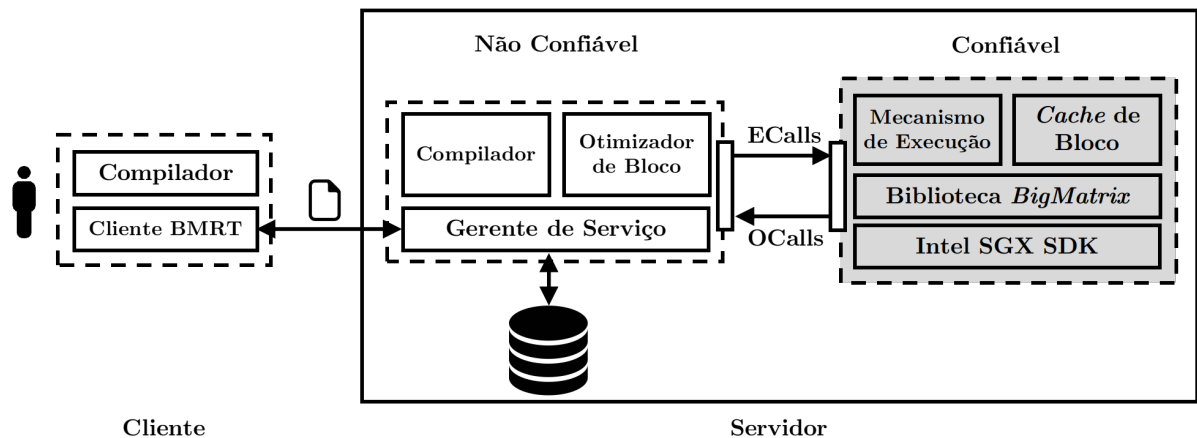 Não Confiável
Confiável
Compilador
Cliente BMRT
Compilador
Otimizador
de Bloco
Gerente de Serviço
ECalls
OCalls
Mecanismo
de Execução
Cache de
Bloco
Biblioteca BigMatrix
Intel SGX SDK
Cliente
Servidor